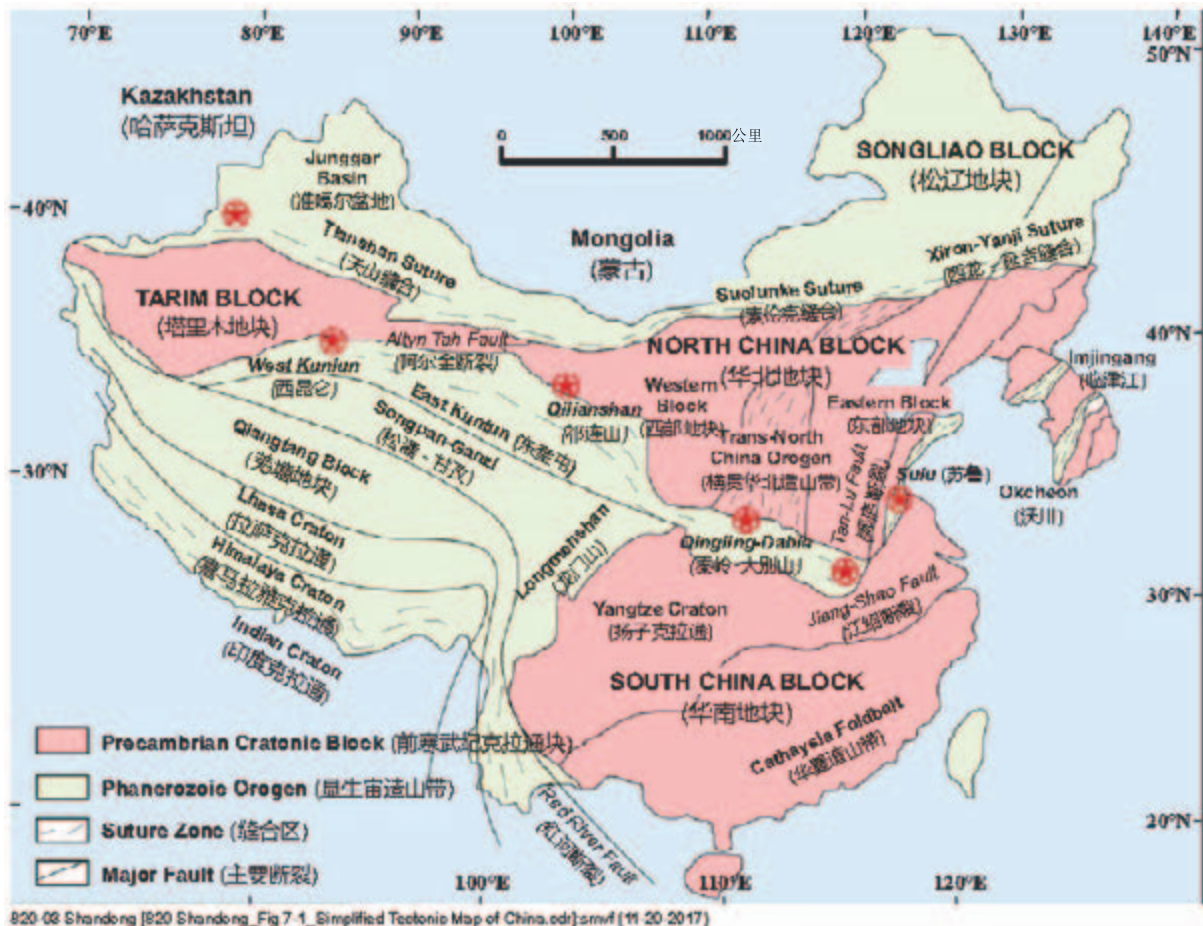 70°E 80°E 90°E 100°E 110°E 120°E 130°E 140°E
50°N
Kazakhstan
(哈萨克斯坦)
0 500 1000公里
Junggar
Basin
(准噶尔盆地)
SONGLIAO BLOCK
(松辽地块)
40°N
Tianshan Suture
(天山缝合)
Mongolia
(蒙古)
Xiron-Yanji Suture
Suolunke Suture
(索伦克缝合)
TARIM BLOCK
(塔里木地块)
40°N
Altyn Tah Fault
(阿尔金断裂)
NORTH CHINA BLOCK
(华北地块)
Imjingang
(临津江)
West Kunlun
(西昆仑)
Western
Block
(西部地块)
Eastern Block
(东部地块)
Qilianshan
(祁连山)
East Kunlun
Songpan-Ganzi
(松潘-甘孜)
Trans-North
China Orogen
(横贯华北造山带)
Qiangtang Block
(羌塘地块)
30°N
Tan-Lu Fault
Sulu (苏鲁)
Okcheon
(沃川)
Lhasa Craton
(拉萨克拉通)
Longmenshan
(龙门山)
Qingling-Dabie
(秦岭-大别山)
Himalaya Craton
(喜马拉雅克拉通)
Yangtze Craton
(扬子克拉通)
Jiang-Shao Fault
(江绍断裂)
30°N
Indian Craton
(印度克拉通)
SOUTH CHINA BLOCK
(华南地块)
Cathaysia Foldbelt
(华夏造山带)
Precambrian Cratonic Block (前寒武纪克拉通块)
Phanerozoic Orogen (显生宙造山带)
Suture Zone (缝合区)
Major Fault (主要断裂)
Red River Fault
(红河断裂)
20°N
100°E 110°E 120°E
820-03 Shandong [820 Shandong_Fig 7-1_Simplified Tectonic Map of China.cdr]:smvf (11-20-2017)